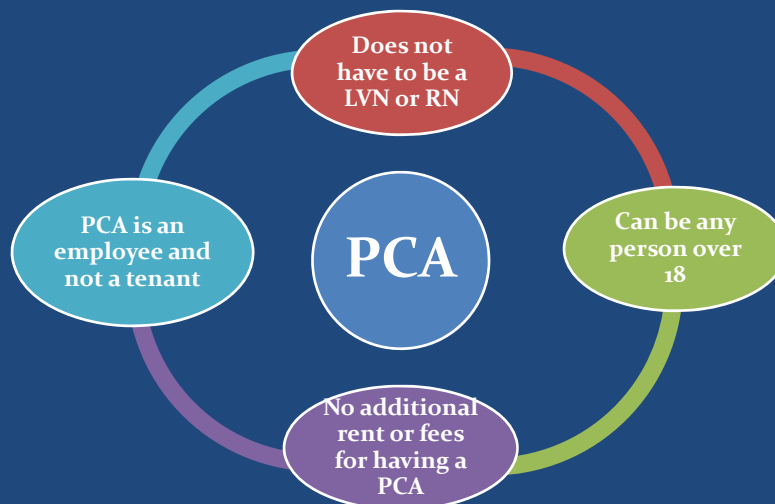 Does not
have to be a
LVN or RN
PCA is an
employee and
not a tenant
PCA
Can be any
person over
18
No additional
rent or fees
for having a
PCA